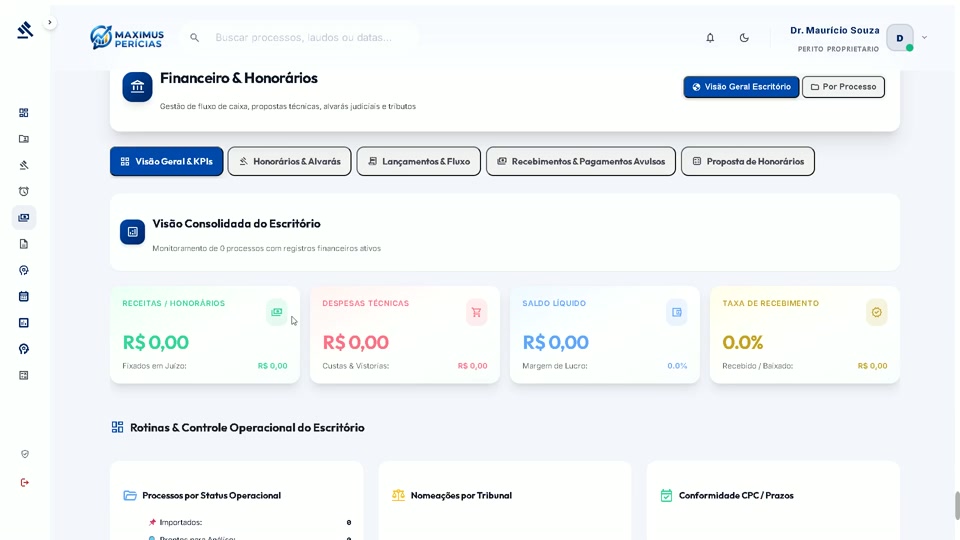 MAXIMUS
PERÍCIAS
Buscar processos, laudos ou datas...
Dr. Maurício Souza
PERITO PROPRIETARIO
D
Financeiro & Honorários
Gestão de fluxo de caixa, propostas técnicas, alvarás judiciais e tributos
Visão Geral Escritório
Por Processo
Visão Geral & KPIs
Honorários & Alvarás
Lançamentos & Fluxo
Recebimentos & Pagamentos Avulsos
Proposta de Honorários
Visão Consolidada do Escritório
Monitoramento de 0 processos com registros financeiros ativos
RECEITAS / HONORÁRIOS
R$ 0,00
Fixados em Juízo: R$ 0,00
DESPESAS TÉCNICAS
R$ 0,00
Custas & Vistorias: R$ 0,00
SALDO LÍQUIDO
R$ 0,00
Margem de Lucro: 0.0%
TAXA DE RECEBIMENTO
0.0%
Recebido / Baixado: R$ 0,00
Rotinas & Controle Operacional do Escritório
Processos por Status Operacional
Importados: 0
Prontos para Análise: 0
Nomeações por Tribunal
Conformidade CPC / Prazos